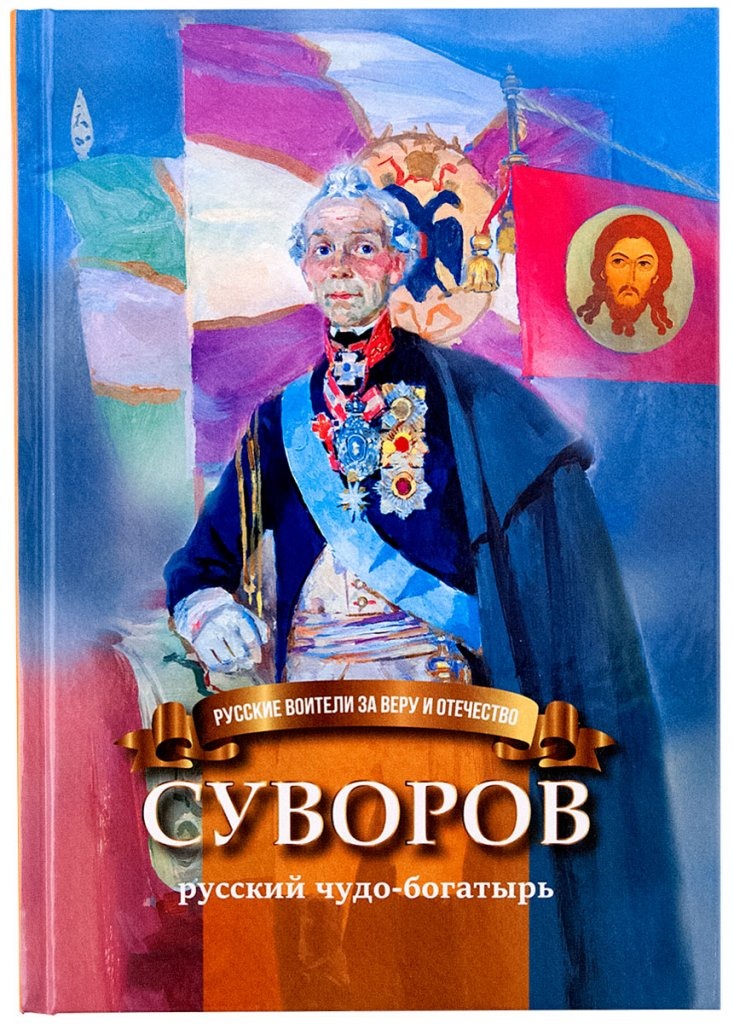 РУССКИЕ ВОИТЕЛИ ЗА ВЕРУ И ОТЕЧЕСТВО
СУВОРОВ
русский чудо-богатырь